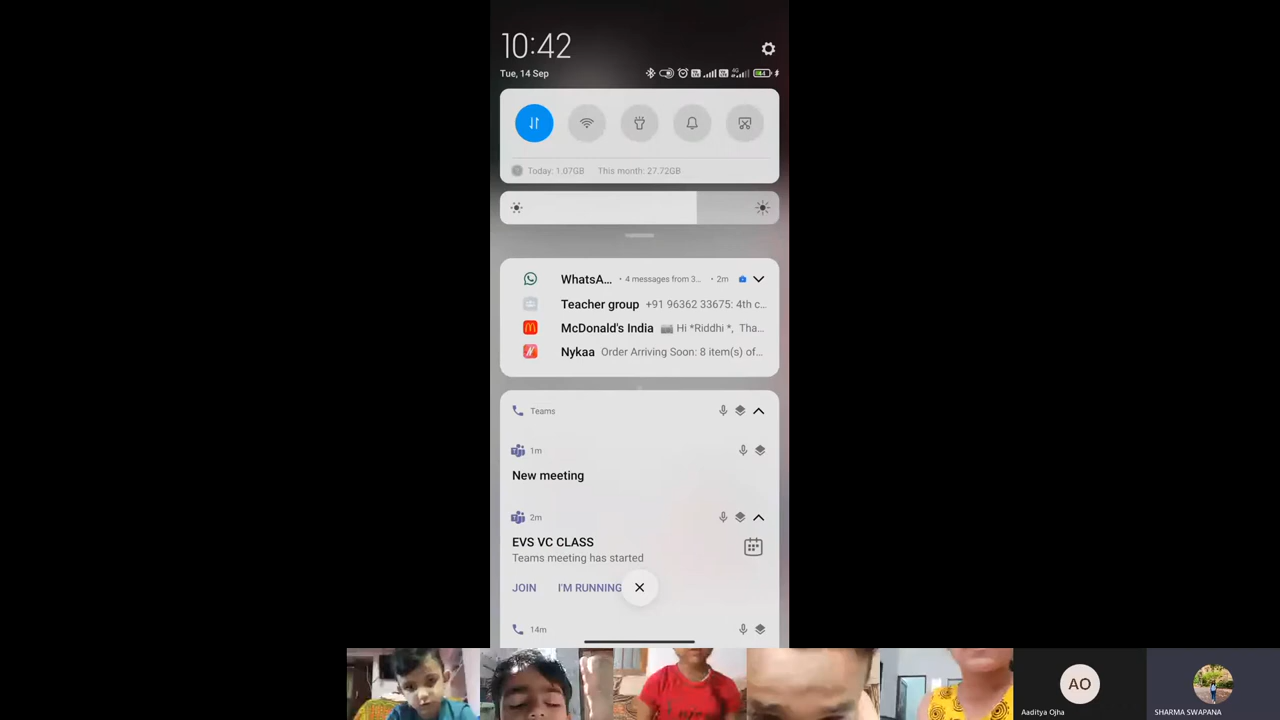 10:42
Tue, 14 Sep
4G
44
Today: 1.07GB This month: 27.72GB
WhatsA... • 4 messages from 3... • 2m
Teacher group +91 96362 33675: 4th c...
McDonald's India Hi *Riddhi *, Tha...
Nykaa Order Arriving Soon: 8 item(s) of...
Teams
1m
New meeting
2m
EVS VC CLASS
Teams meeting has started
JOIN I'M RUNNING
14m
AO
Aaditya Ojha
SHARMA SWAPANA